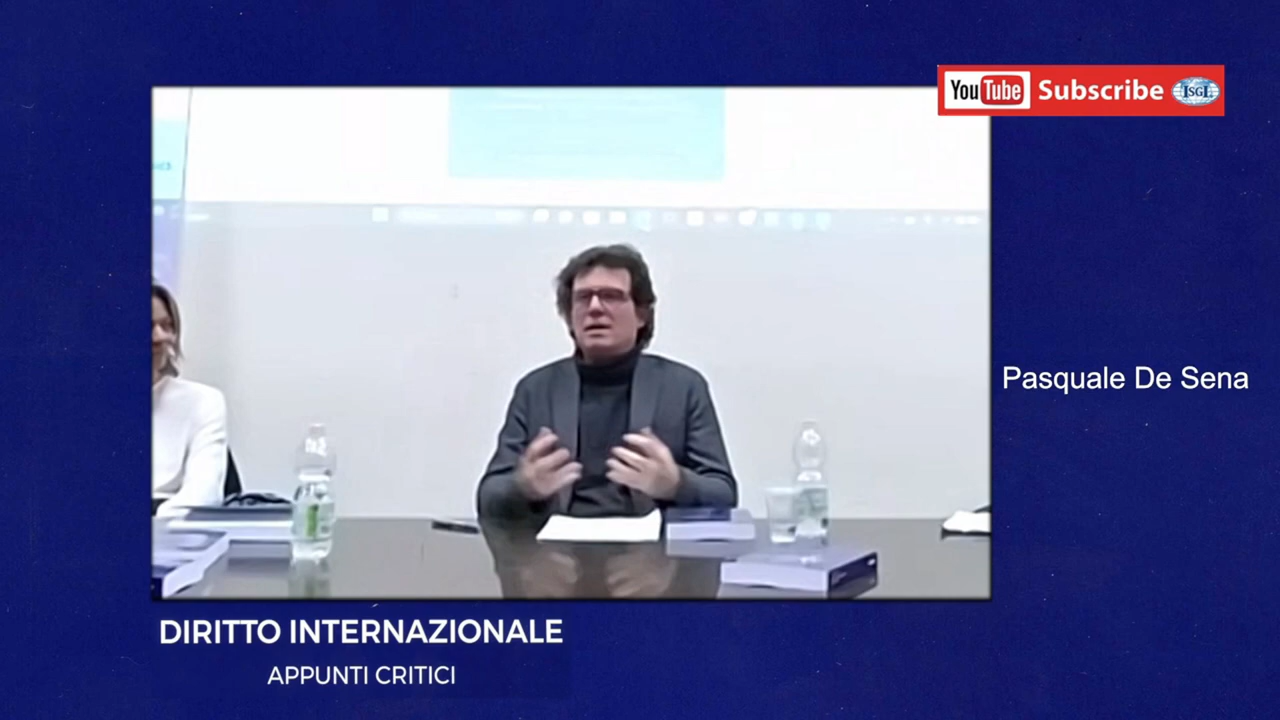 YouTube Subscribe ISGI
Pasquale De Sena
DIRITTO INTERNAZIONALE
APPUNTI CRITICI